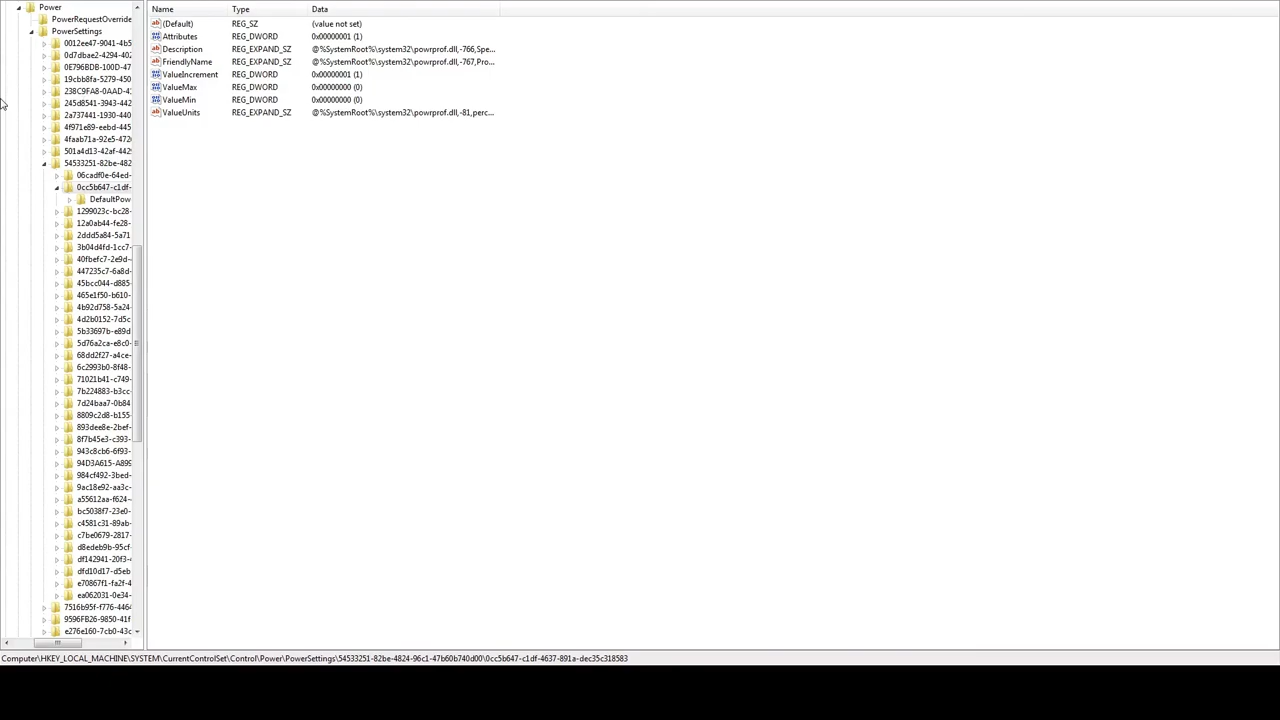 Power
PowerRequestOverride
PowerSettings
0012ee47-9041-4b5
0d7dbae2-4294-402
0E796BDB-100D-47
19cbb8fa-5279-450
238C9FA8-0AAD-41
245d8541-3943-442
2a737441-1930-440
4f971e89-eebd-445
4faab71a-92e5-4726
501a4d13-42af-4429
54533251-82be-482
06cadf0e-64ed-
0cc5b647-c1df-
DefaultPow
1299023c-bc28-
12a0ab44-fe28-
2ddd5a84-5a71
3b04d4fd-1cc7-
40fbefc7-2e9d-
447235c7-6a8d-
45bcc044-d885-
465e1f50-b610-
4b92d758-5a24-
4d2b0152-7d5c
5b33697b-e89d
5d76a2ca-e8c0-
68dd2f27-a4ce-
6c2993b0-8f48-
71021b41-c749-
7b224883-b3cc-
7d24baa7-0b84
8809c2d8-b155-
893dee8e-2bef-
8f7b45e3-c393-
943c8cb6-6f93-
94D3A615-A899
984cf492-3bed-
9ac18e92-aa3c-
a55612aa-f624-
bc5038f7-23e0-
c4581c31-89ab-
c7be0679-2817-
d8edeb9b-95cf-
df142941-20f3-
dfd10d17-d5eb
e70867f1-fa2f-4
ea062031-0e34-
7516b95f-f776-4464
9596FB26-9850-41f
e276e160-7cb0-43c
Name Type Data
(Default) REG_SZ (value not set)
Attributes REG_DWORD 0x00000001 (1)
Description REG_EXPAND_SZ @%SystemRoot%\system32\powrprof.dll,-766,Spe...
FriendlyName REG_EXPAND_SZ @%SystemRoot%\system32\powrprof.dll,-767,Pro...
ValueIncrement REG_DWORD 0x00000001 (1)
ValueMax REG_DWORD 0x00000000 (0)
ValueMin REG_DWORD 0x00000000 (0)
ValueUnits REG_EXPAND_SZ @%SystemRoot%\system32\powrprof.dll,-81,perc...
Computer\HKEY_LOCAL_MACHINE\SYSTEM\CurrentControlSet\Control\Power\PowerSettings\54533251-82be-4824-96c1-47b60b740d00\0cc5b647-c1df-4637-891a-dec35c318583